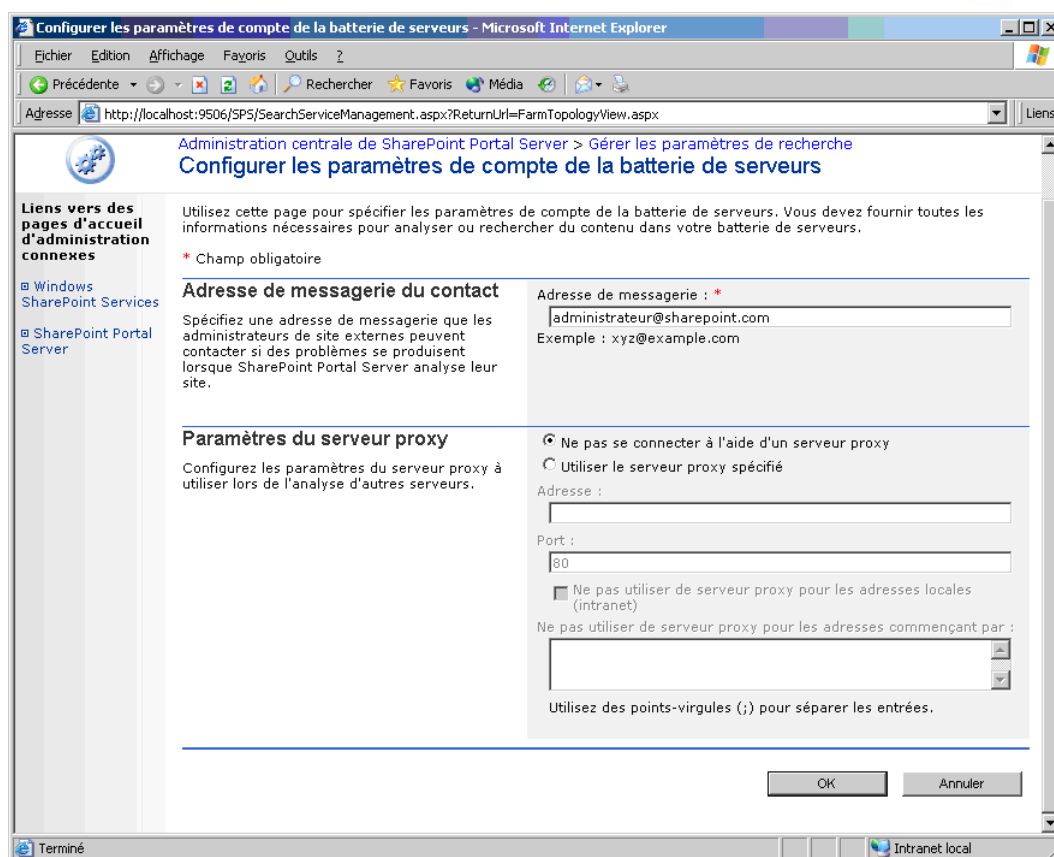 Configurer les paramètres de compte de la batterie de serveurs - Microsoft Internet Explorer
Fichier Edition Affichage Favoris Outils ?
Précédente Rechercher Favoris Média
Adresse http://localhost:9506/SPS/SearchServiceManagement.aspx?ReturnUrl=FarmTopologyView.aspx Liens
Administration centrale de SharePoint Portal Server > Gérer les paramètres de recherche
Configurer les paramètres de compte de la batterie de serveurs
Liens vers des
pages d'accueil
d'administration
connexes
Windows
SharePoint Services
SharePoint Portal
Server
Utilisez cette page pour spécifier les paramètres de compte de la batterie de serveurs. Vous devez fournir toutes les
informations nécessaires pour analyser ou rechercher du contenu dans votre batterie de serveurs.
* Champ obligatoire
Adresse de messagerie du contact
Spécifiez une adresse de messagerie que les
administrateurs de site externes peuvent
contacter si des problèmes se produisent
lorsque SharePoint Portal Server analyse leur
site.
Adresse de messagerie : *
administrateur@sharepoint.com
Exemple : xyz@example.com
Paramètres du serveur proxy
Configurez les paramètres du serveur proxy à
utiliser lors de l'analyse d'autres serveurs.
Ne pas se connecter à l'aide d'un serveur proxy
Utiliser le serveur proxy spécifié
Adresse :
Port :
80
Ne pas utiliser de serveur proxy pour les adresses locales
(intranet)
Ne pas utiliser de serveur proxy pour les adresses commençant par :
Utilisez des points-virgules (;) pour séparer les entrées.
OK Annuler
Terminé Intranet local